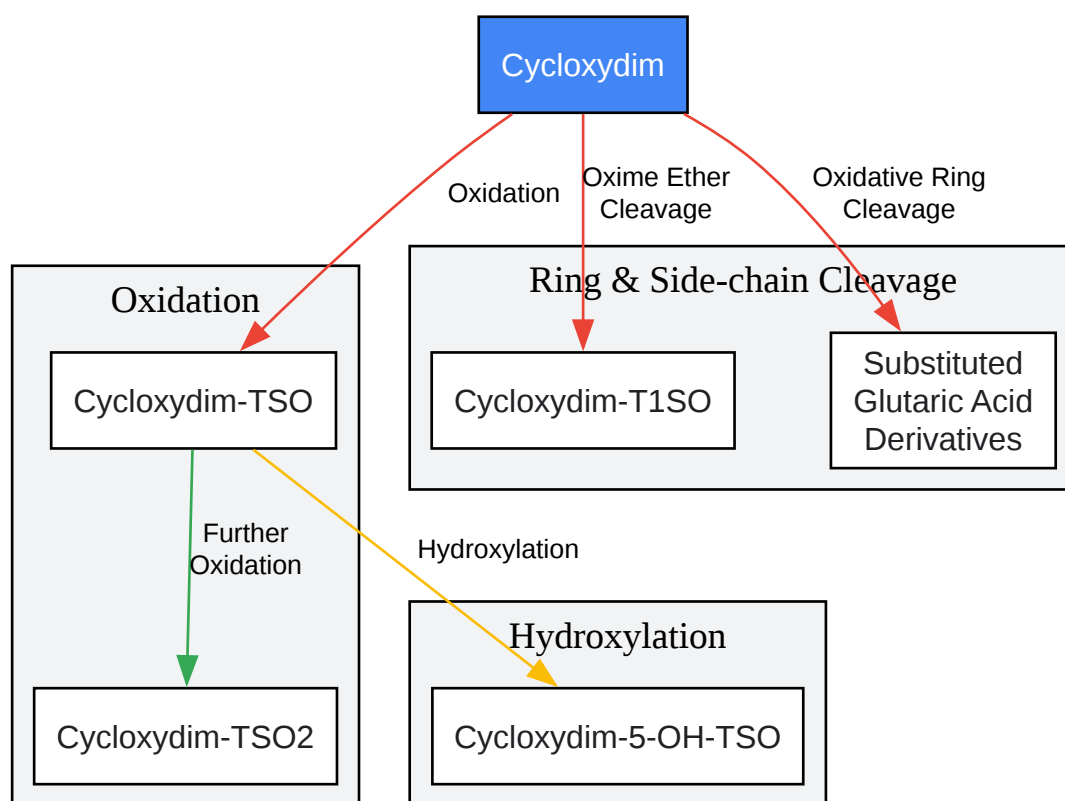 Cycloxydim
Oxidation
Oxime Ether
Cleavage
Oxidative Ring
Cleavage
Oxidation
Ring & Side-chain Cleavage
Cycloxydim-TSO
Cycloxydim-T1SO
Substituted
Glutaric Acid
Derivatives
Further
Oxidation
Hydroxylation
Hydroxylation
Cycloxydim-TSO2
Cycloxydim-5-OH-TSO